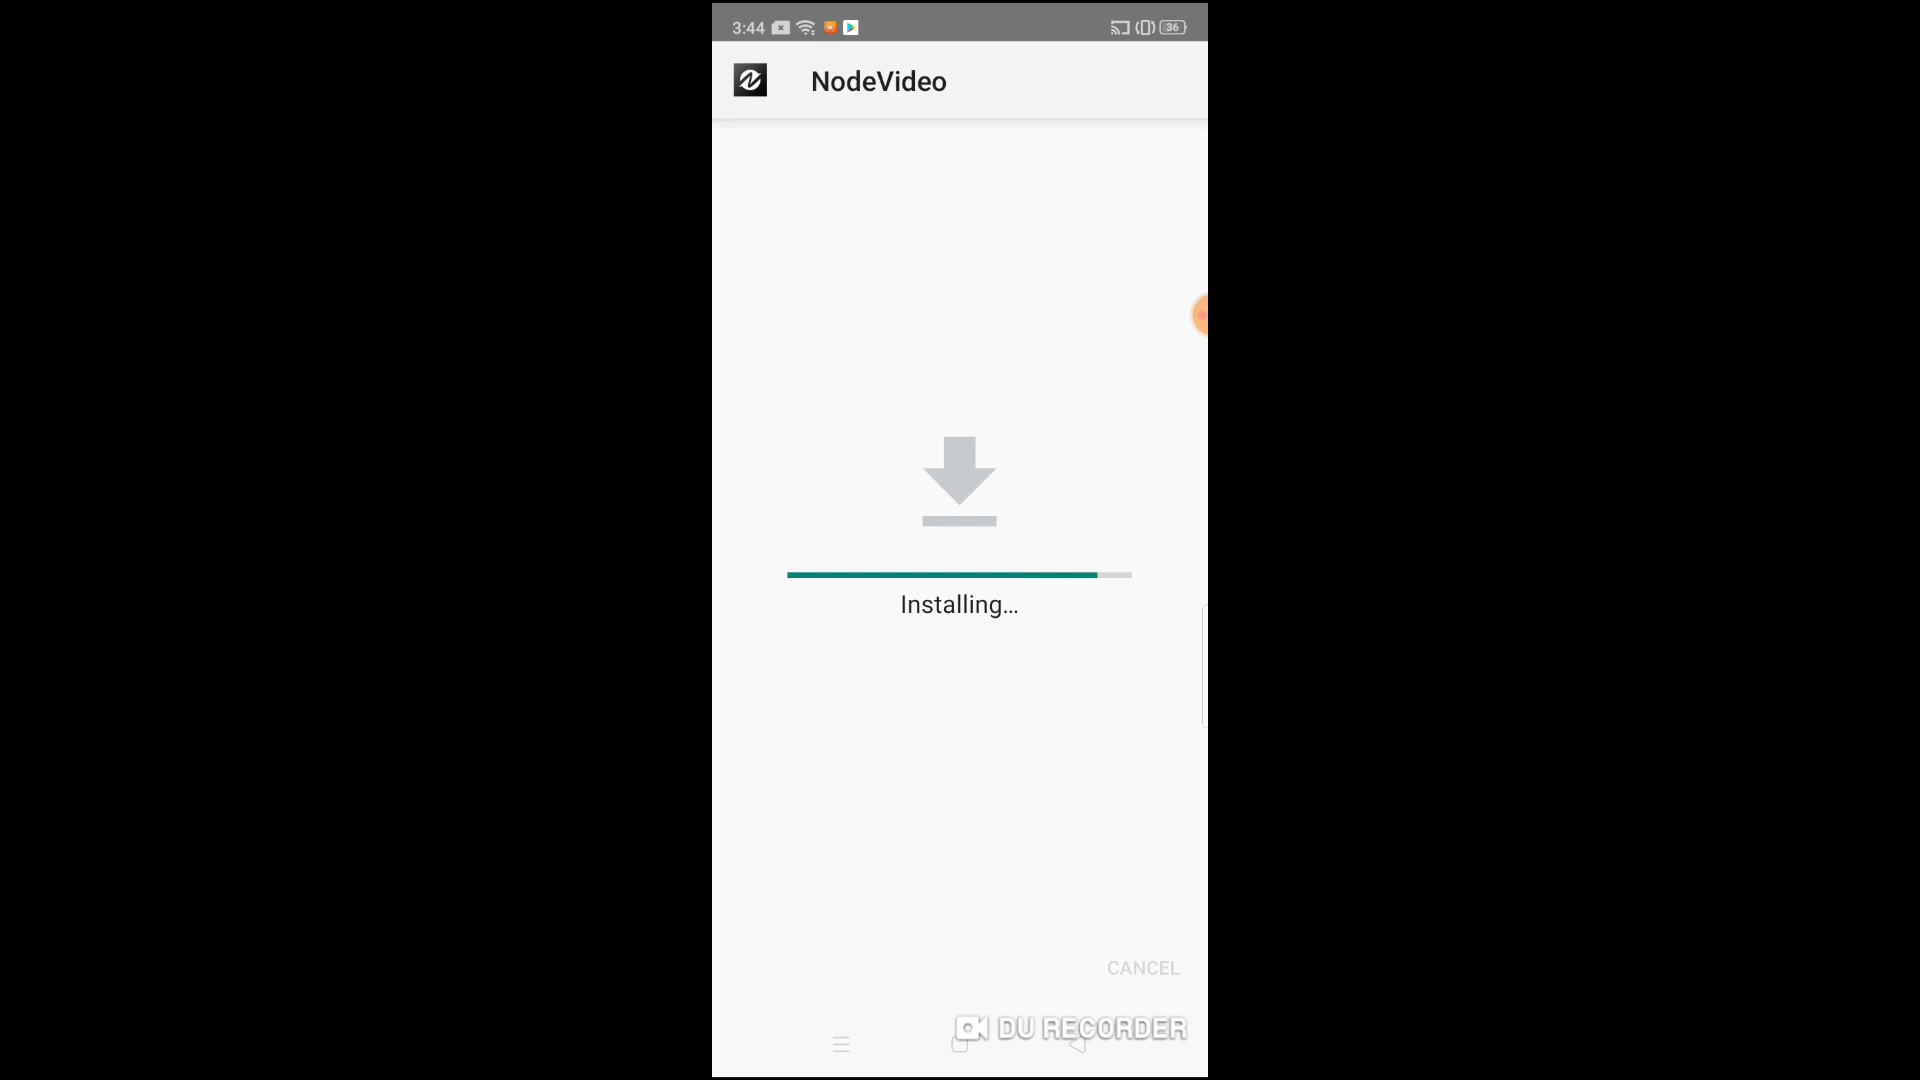 3:44
36
NodeVideo
Installing...
CANCEL
DU RECORDER